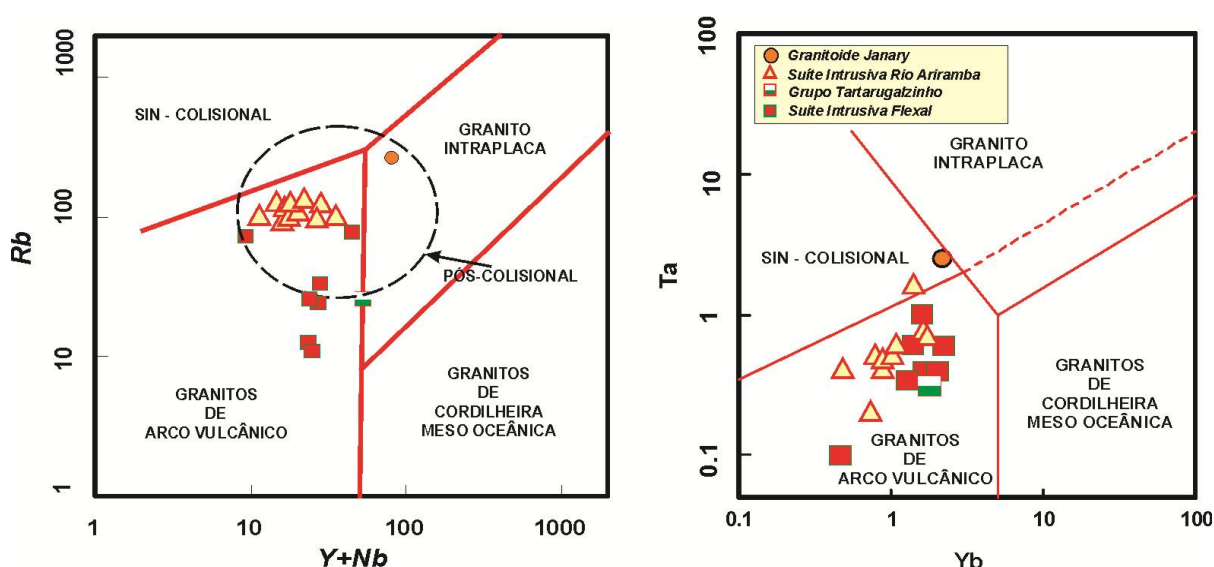 1000
100
10
1
Rb
SIN - COLISIONAL
GRANITO
INTRAPLACA
PÓS-COLISIONAL
GRANITOS
DE
ARCO VULCÂNICO
GRANITOS
DE
CORDILHEIRA
MESO OCEÂNICA
1
10
100
1000
Y+Nb
100
10
1
0.1
Ta
Granitoide Janary
Suíte Intrusiva Rio Ariramba
Grupo Tartarugalzinho
Suíte Intrusiva Flexal
GRANITO
INTRAPLACA
SIN - COLISIONAL
GRANITOS
DE
ARCO VULCÂNICO
GRANITOS
DE
CORDILHEIRA
MESO OCEÂNICA
0.1
1
10
100
Yb